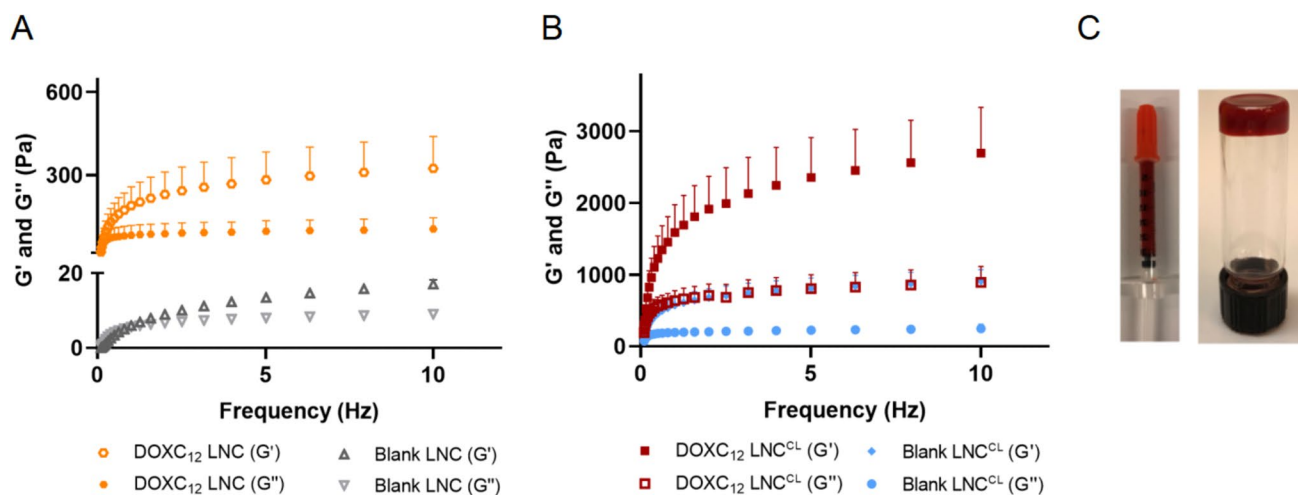 A
B
C
G' and G" (Pa)
600
300
20
0
0
5
10
Frequency (Hz)
DOXC₁₂ LNC (G')
DOXC₁₂ LNC (G")
Blank LNC (G')
Blank LNC (G")
G' and G" (Pa)
3000
2000
1000
0
0
5
10
Frequency (Hz)
DOXC₁₂ LNCᶜᴸ (G')
DOXC₁₂ LNCᶜᴸ (G")
Blank LNCᶜᴸ (G')
Blank LNCᶜᴸ (G")